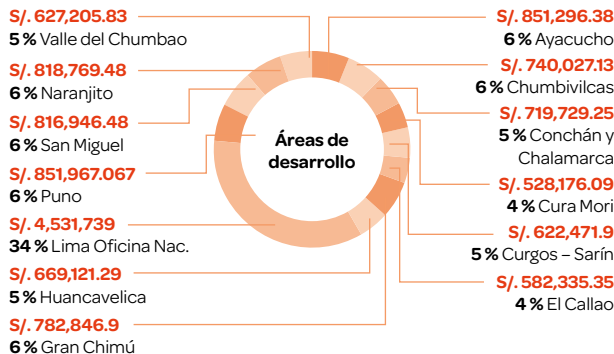 S/. 627,205.83
5 % Valle del Chumbao
S/. 818,769.48
6 % Naranjito
S/. 816,946.48
6 % San Miguel
S/. 851,967.067
6 % Puno
S/. 4,531,739
34 % Lima Oficina Nac.
S/. 669,121.29
5 % Huancavelica
S/. 782,846.9
6 % Gran Chimú
Áreas de
desarrollo
S/. 851,296.38
6 % Ayacucho
S/. 740,027.13
6 % Chumbivilcas
S/. 719,729.25
5 % Conchán y
Chalamarca
S/. 528,176.09
4 % Cura Mori
S/. 622,471.9
5 % Curgos – Sarín
S/. 582,335.35
4 % El Callao